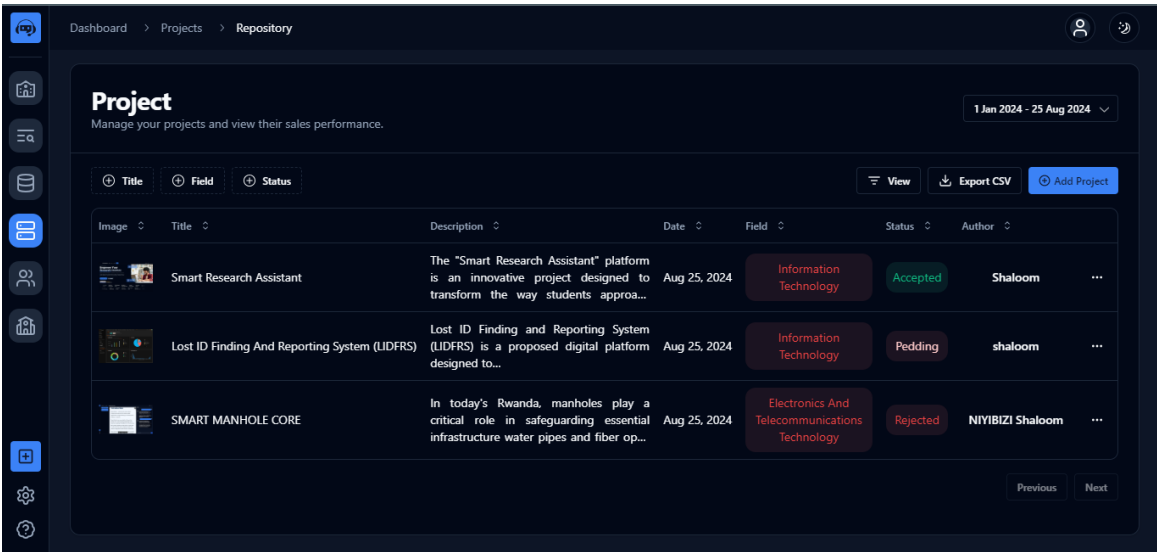 Dashboard > Projects > Repository
Project
Manage your projects and view their sales performance.
1 Jan 2024 - 25 Aug 2024
Title Field Status
View Export CSV Add Project
Image Title Description Date Field Status Author
Smart Research Assistant
The "Smart Research Assistant" platform
is an innovative project designed to
transform the way students approa...
Aug 25, 2024
Information
Technology
Accepted
Shaloom
Lost ID Finding And Reporting System (LIDFRS)
Lost ID Finding and Reporting System
(LIDFRS) is a proposed digital platform
designed to...
Aug 25, 2024
Information
Technology
Pedding
shaloom
SMART MANHOLE CORE
In today's Rwanda, manholes play a
critical role in safeguarding essential
infrastructure water pipes and fiber op...
Aug 25, 2024
Electronics And
Telecommunications
Technology
Rejected
NIYIBIZI Shaloom
Previous Next